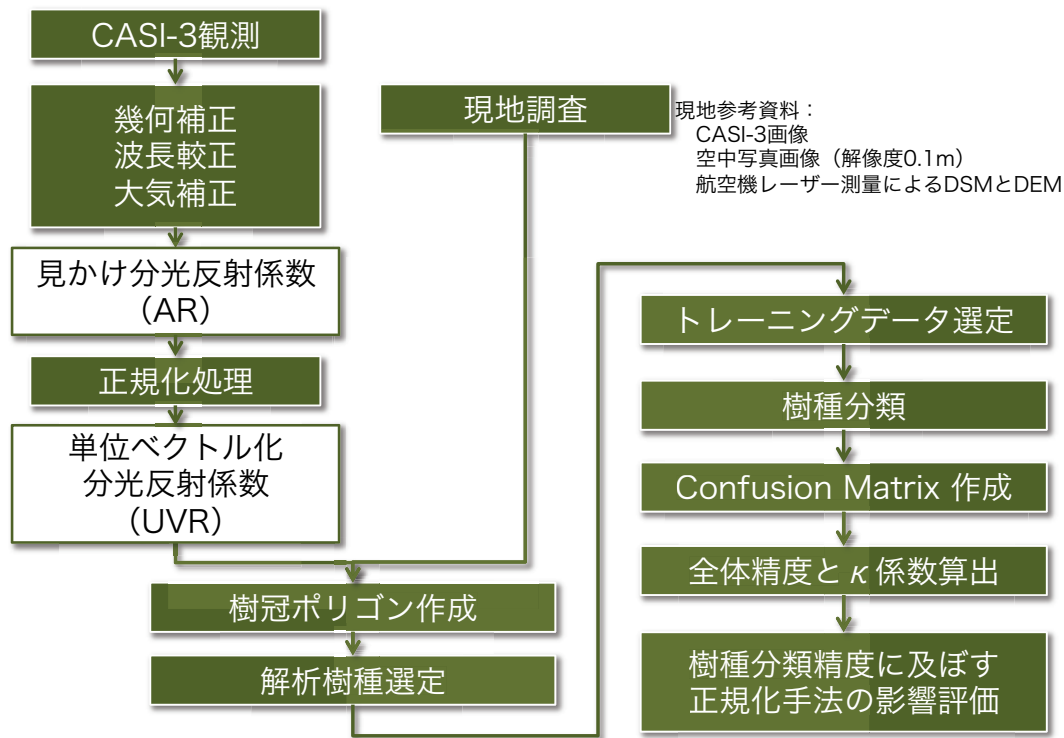 CASI-3観測
幾何補正
波長較正
大気補正
見かけ分光反射係数
（AR）
正規化処理
単位ベクトル化
分光反射係数
（UVR）
現地調査
現地参考資料：
CASI-3画像
空中写真画像（解像度0.1m）
航空機レーザー測量によるDSMとDEM
樹冠ポリゴン作成
解析樹種選定
トレーニングデータ選定
樹種分類
Confusion Matrix 作成
全体精度とκ係数算出
樹種分類精度に及ぼす
正規化手法の影響評価